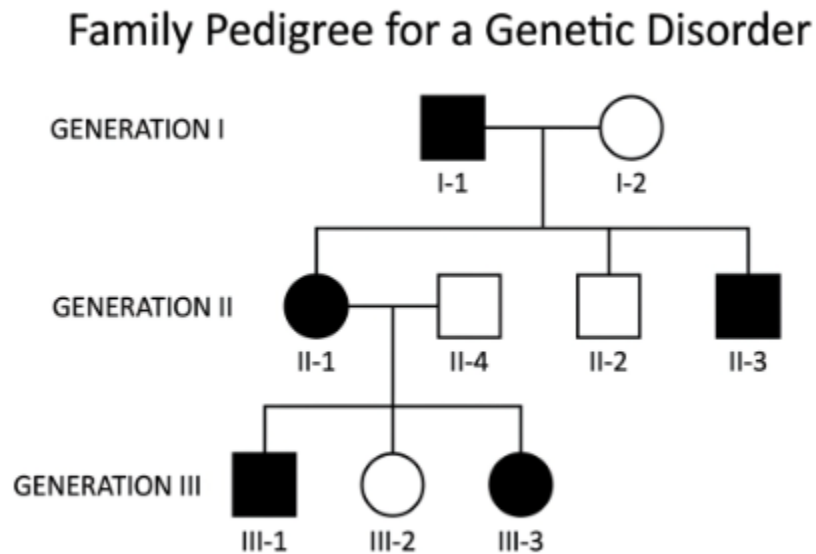 Family Pedigree for a Genetic Disorder
GENERATION I
I-1 I-2
GENERATION II
II-1 II-4 II-2 II-3
GENERATION III
III-1 III-2 III-3